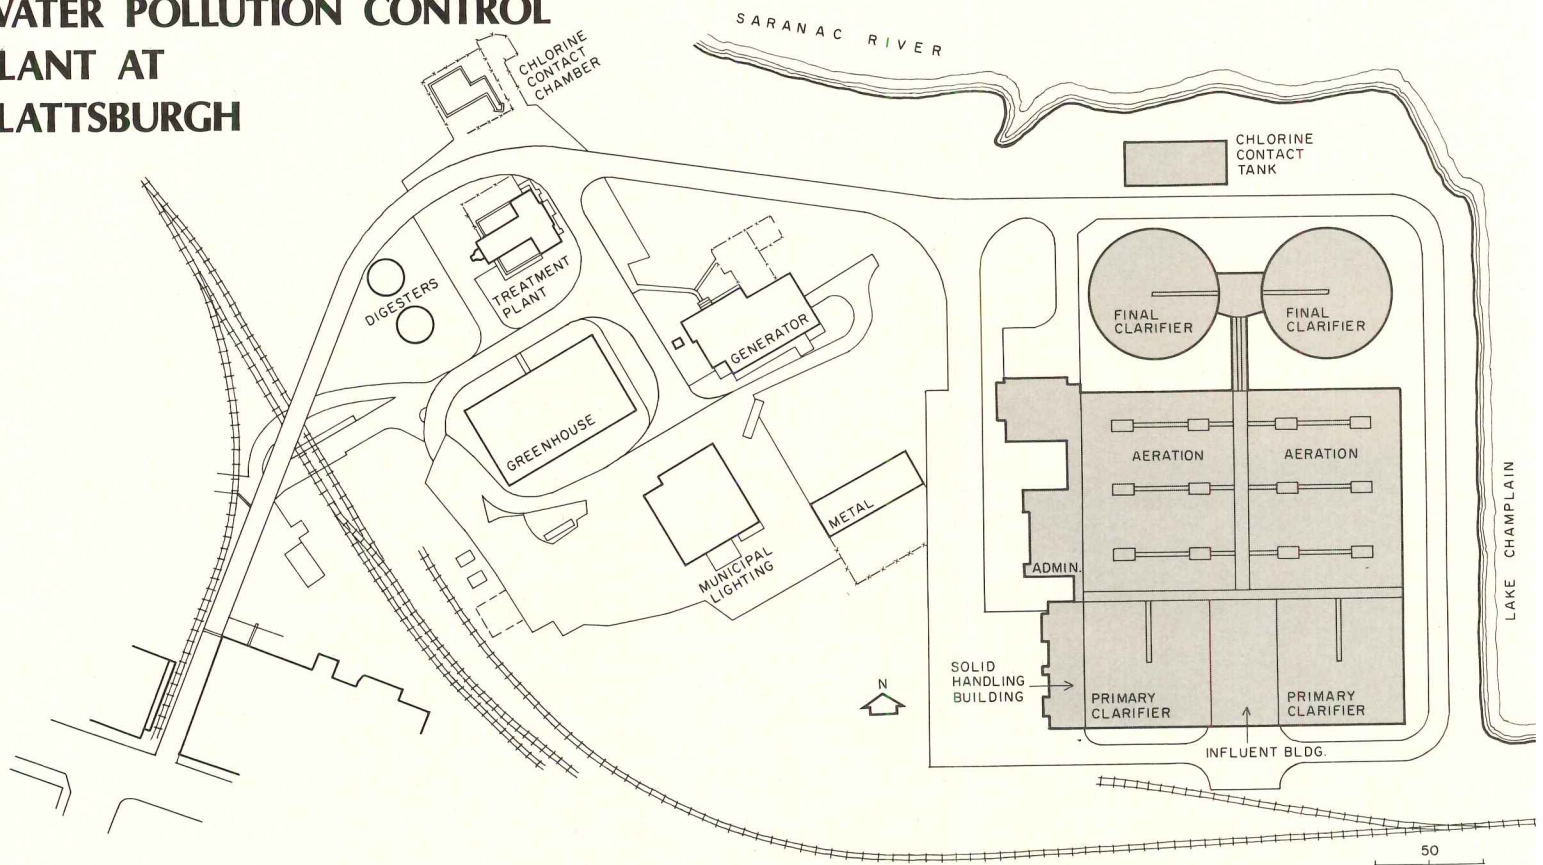 WATER POLLUTION CONTROL
LANT AT
LATTSBURGH
SARANAC RIVER
CHLORINE
CONTACT
CHAMBER
CHLORINE
CONTACT
TANK
DIGESTERS
TREATMENT
PLANT
GENERATOR
GREENHOUSE
MUNICIPAL
LIGHTING
METAL
FINAL
CLARIFIER
FINAL
CLARIFIER
AERATION
AERATION
ADMIN.
LAKE CHAMPLAIN
SOLID
HANDLING
BUILDING
N
PRIMARY
CLARIFIER
PRIMARY
CLARIFIER
INFLUENT BLDG.
50